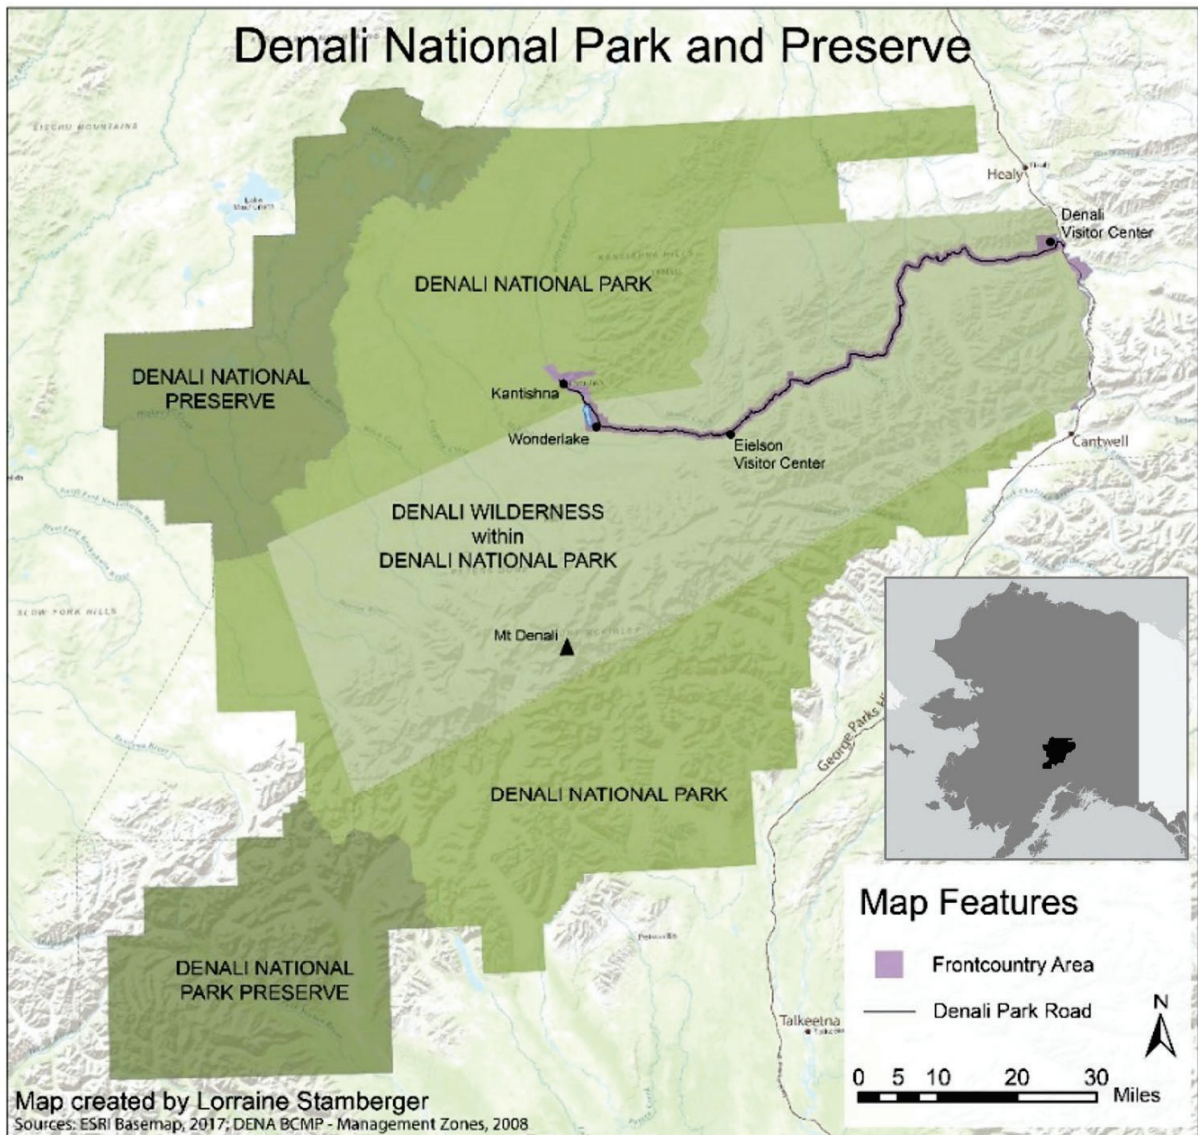 Denali National Park and Preserve
Lake
Healy
Healy
Denali
Visitor Center
DENALI NATIONAL PARK
DENALI NATIONAL
PRESERVE
Kantishna
Wonderlake
Eielson
Visitor Center
Cantwell
DENALI WILDERNESS
within
DENALI NATIONAL PARK
Mt Denali
George Parks
DENALI NATIONAL PARK
DENALI NATIONAL
PARK PRESERVE
Talkeetna
Map Features
Frontcountry Area
Denali Park Road
N
0 5 10 20 30 Miles
Map created by Lorraine Stamberger
Sources: ESRI Basemap, 2017; DENA BCMP - Management Zones, 2008